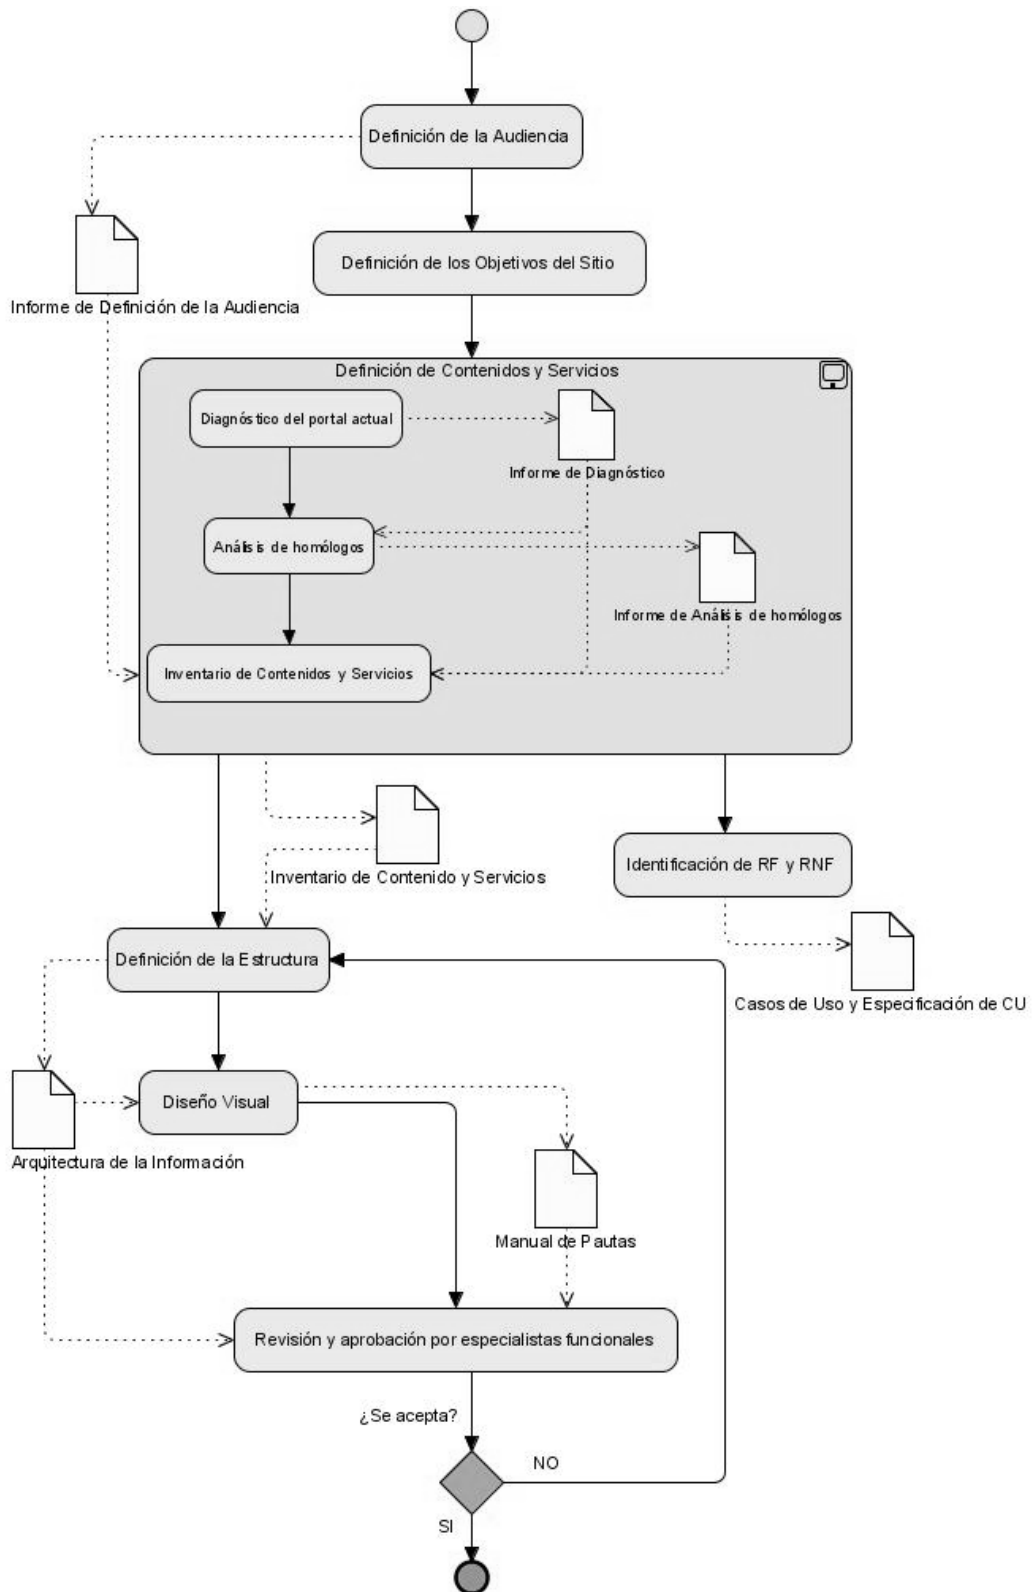 Definición de la Audiencia
Definición de los Objetivos del Sitio
Informe de Definición de la Audiencia
Definición de Contenidos y Servicios
Diagnóstico del portal actual
Informe de Diagnóstico
Análisis de homólogos
Informe de Análisis de homólogos
Inventario de Contenidos y Servicios
Inventario de Contenido y Servicios
Identificación de RF y RNF
Definición de la Estructura
Casos de Uso y Especificación de CU
Diseño Visual
Arquitectura de la Información
Manual de Pautas
Revisión y aprobación por especialistas funcionales
¿Se acepta?
NO
SI